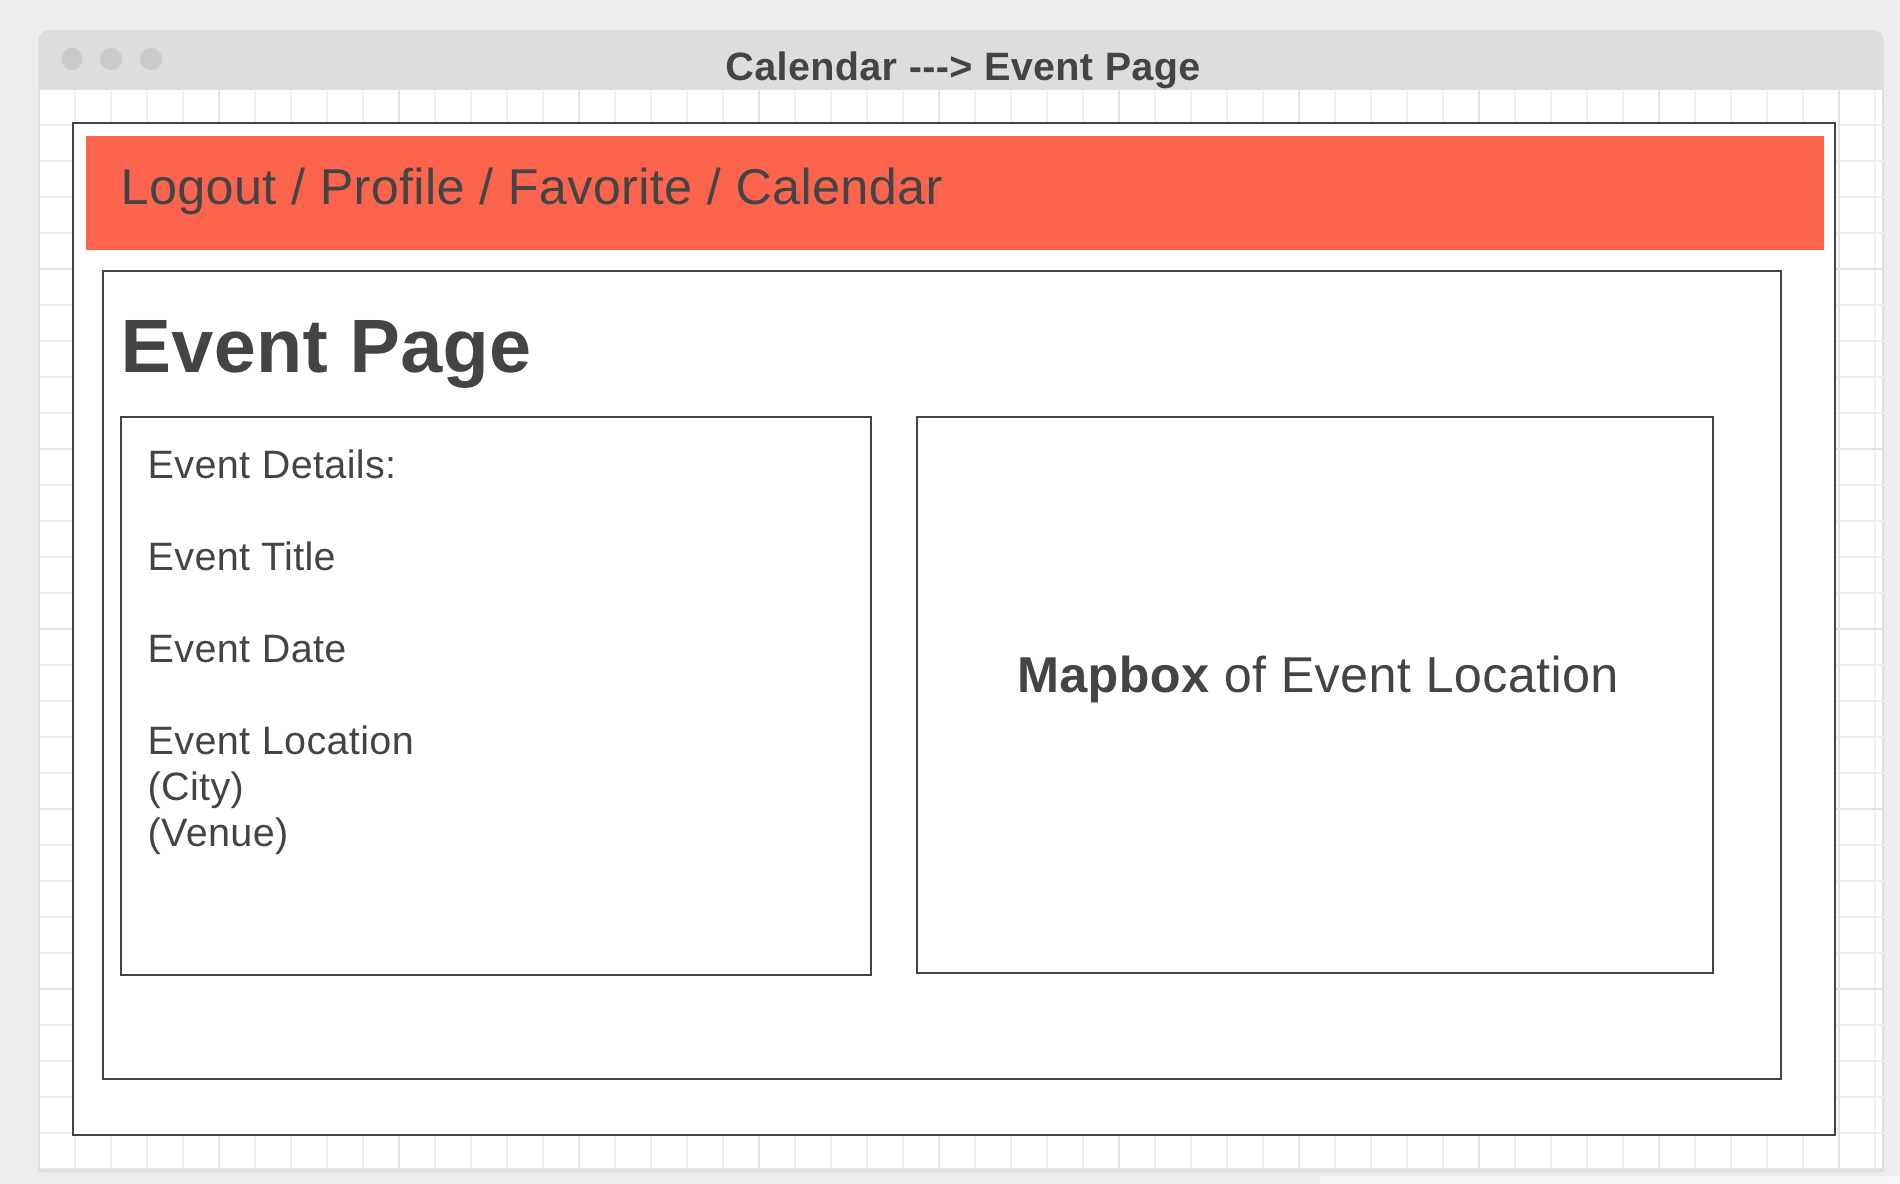 Calendar ---> Event Page
Logout / Profile / Favorite / Calendar
Event Page
Event Details:
Event Title
Event Date
Event Location
(City)
(Venue)
Mapbox of Event Location